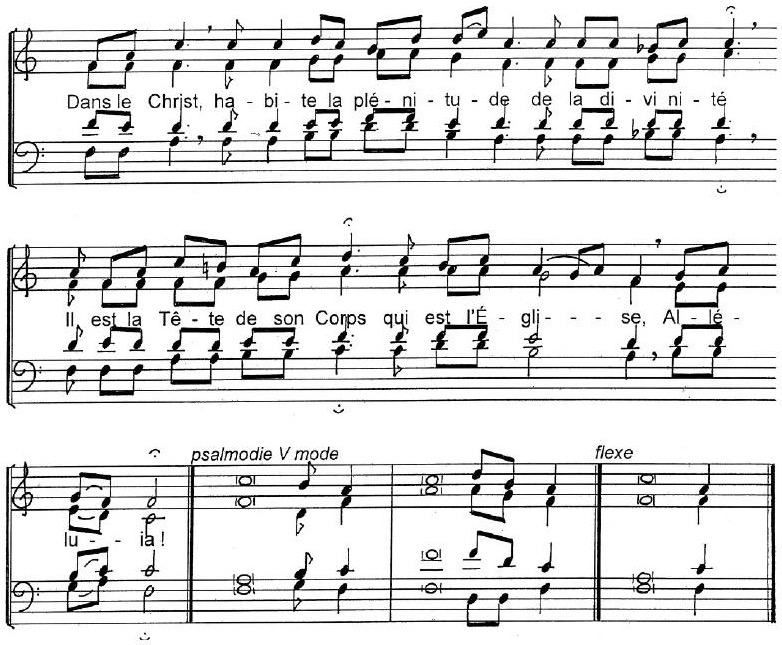 Dans le Christ, ha - bi - te la plé - ni - tu - de de la di - vi ni - té
Il est la Tê - te de son Corps qui est l'É - gli - - se, Al - lé -
psalmodie V mode flexe
lu - - ia !